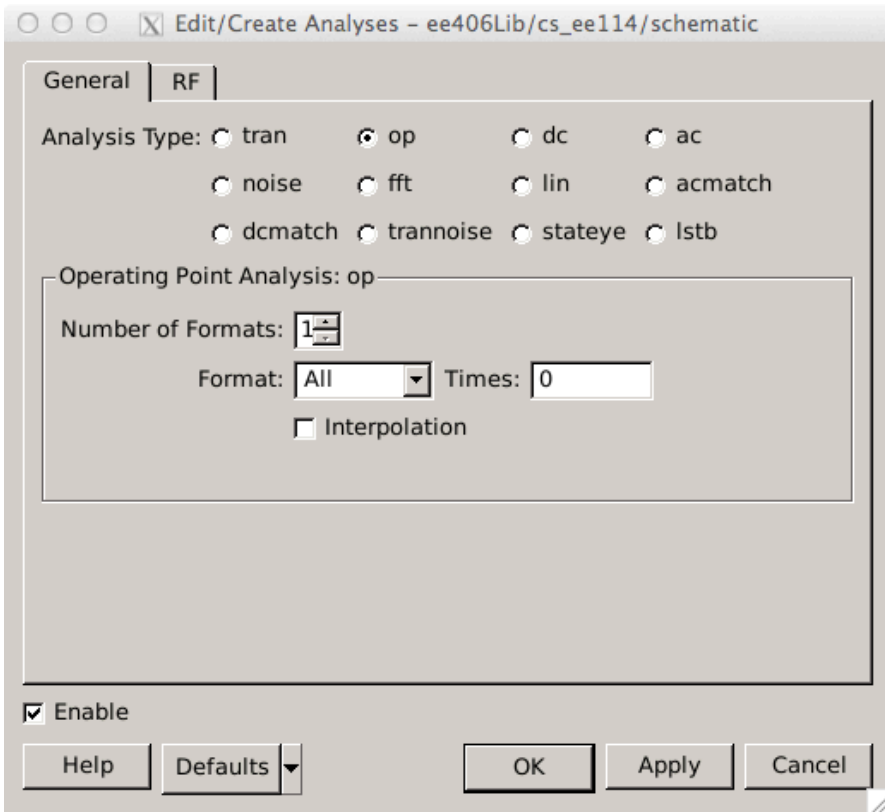 Edit/Create Analyses – ee406Lib/cs_ee114/schematic
General RF
Analysis Type: tran op dc ac
noise fft lin acmatch
dcmatch trannoise stateye lstb
Operating Point Analysis: op
Number of Formats: 1
Format: All Times: 0
Interpolation
Enable
Help Defaults OK Apply Cancel